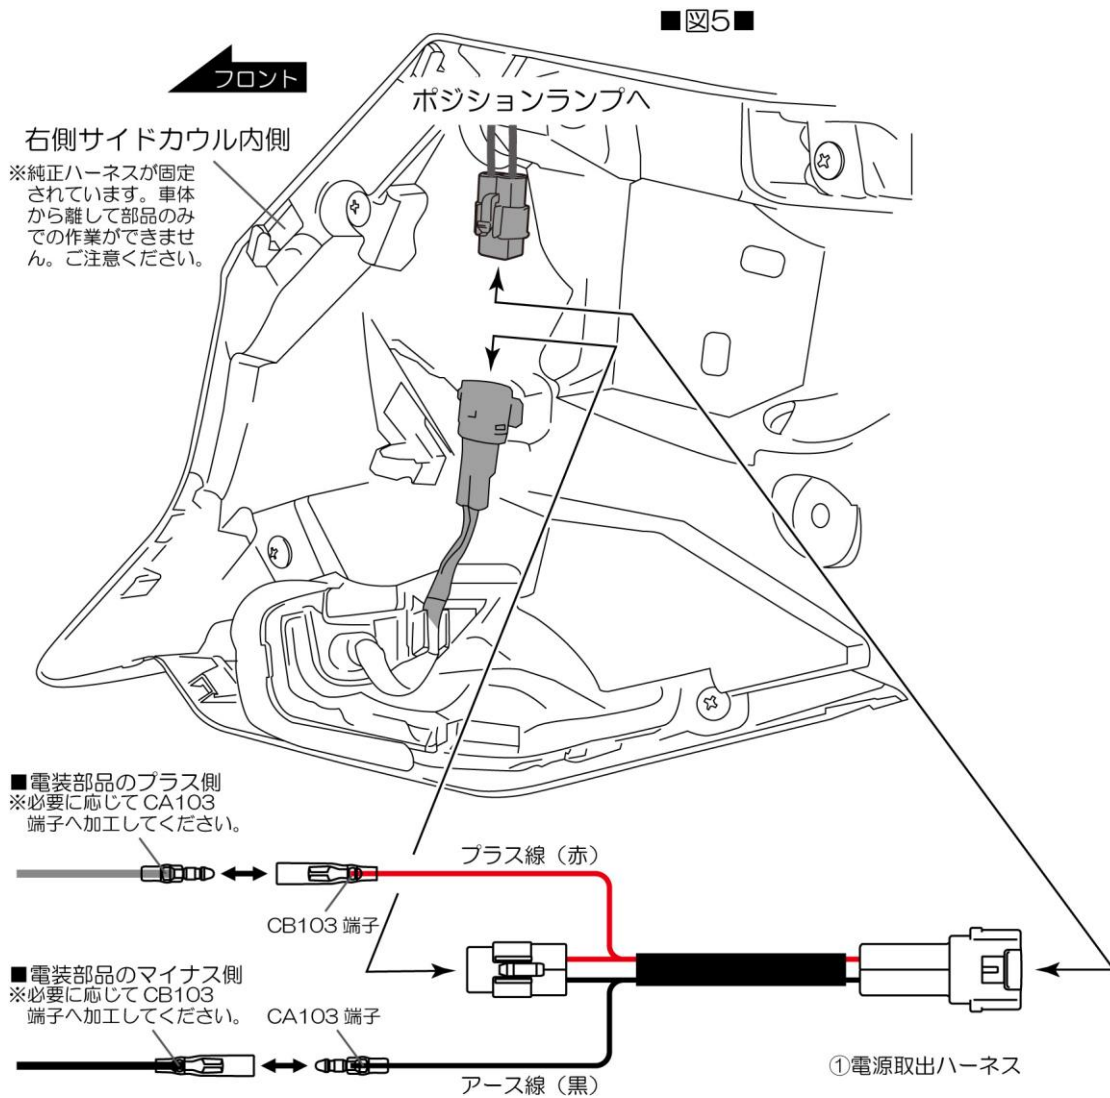 ■図5■
フロント
ポジションランプへ
右側サイドカウル内側
※純正ハーネスが固定
されています。車体
から離して部品のみ
での作業ができませ
ん。ご注意ください。
■電装部品のプラス側
※必要に応じてCA103
端子へ加工してください。
プラス線（赤）
CB103 端子
■電装部品のマイナス側
※必要に応じてCB103
端子へ加工してください。
CA103 端子
アース線（黒）
①電源取出ハーネス